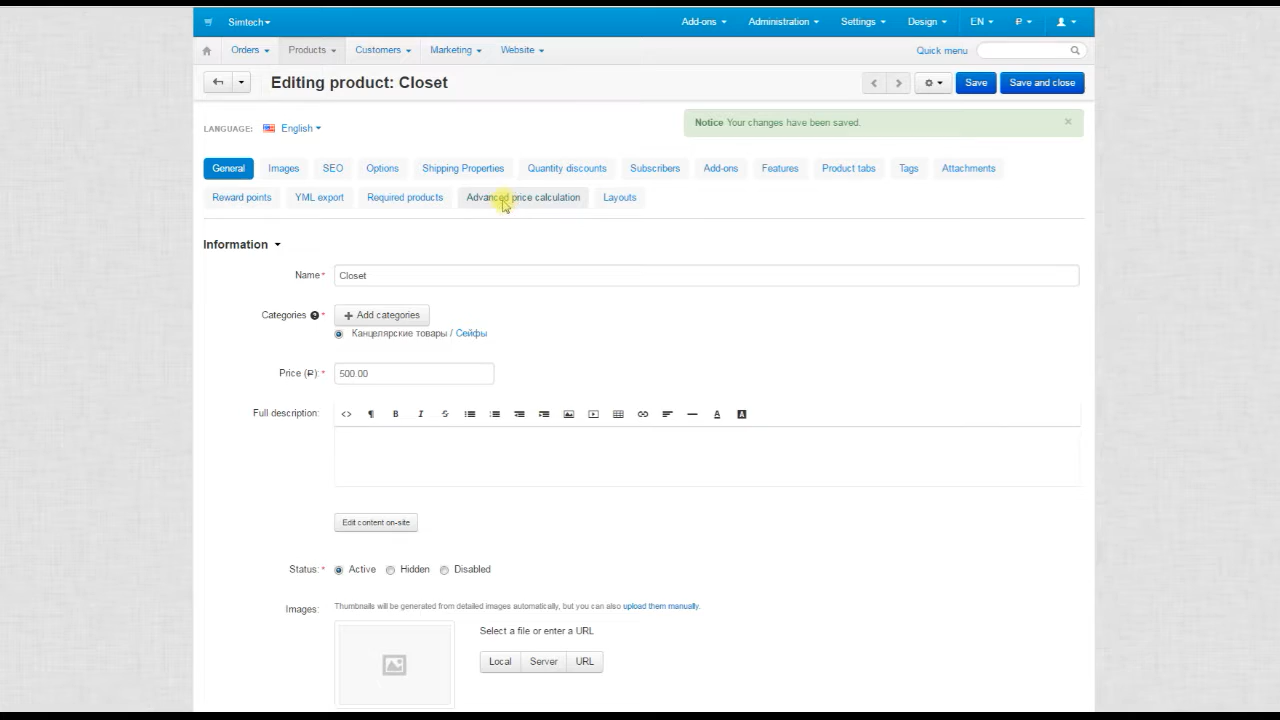 Simtech Add-ons Administration Settings Design EN ₽
Orders Products Customers Marketing Website Quick menu
Editing product: Closet Save Save and close
LANGUAGE: English Notice Your changes have been saved. ×
General Images SEO Options Shipping Properties Quantity discounts Subscribers Add-ons Features Product tabs Tags Attachments
Reward points YML export Required products Advanced price calculation Layouts
Information
Name* Closet
Categories ?* + Add categories
Канцелярские товары / Сейфы
Price (₽):* 500.00
Full description: <> ¶ B I S A A
Edit content on-site
Status:* Active Hidden Disabled
Images: Thumbnails will be generated from detailed images automatically, but you can also upload them manually.
Select a file or enter a URL
Local Server URL